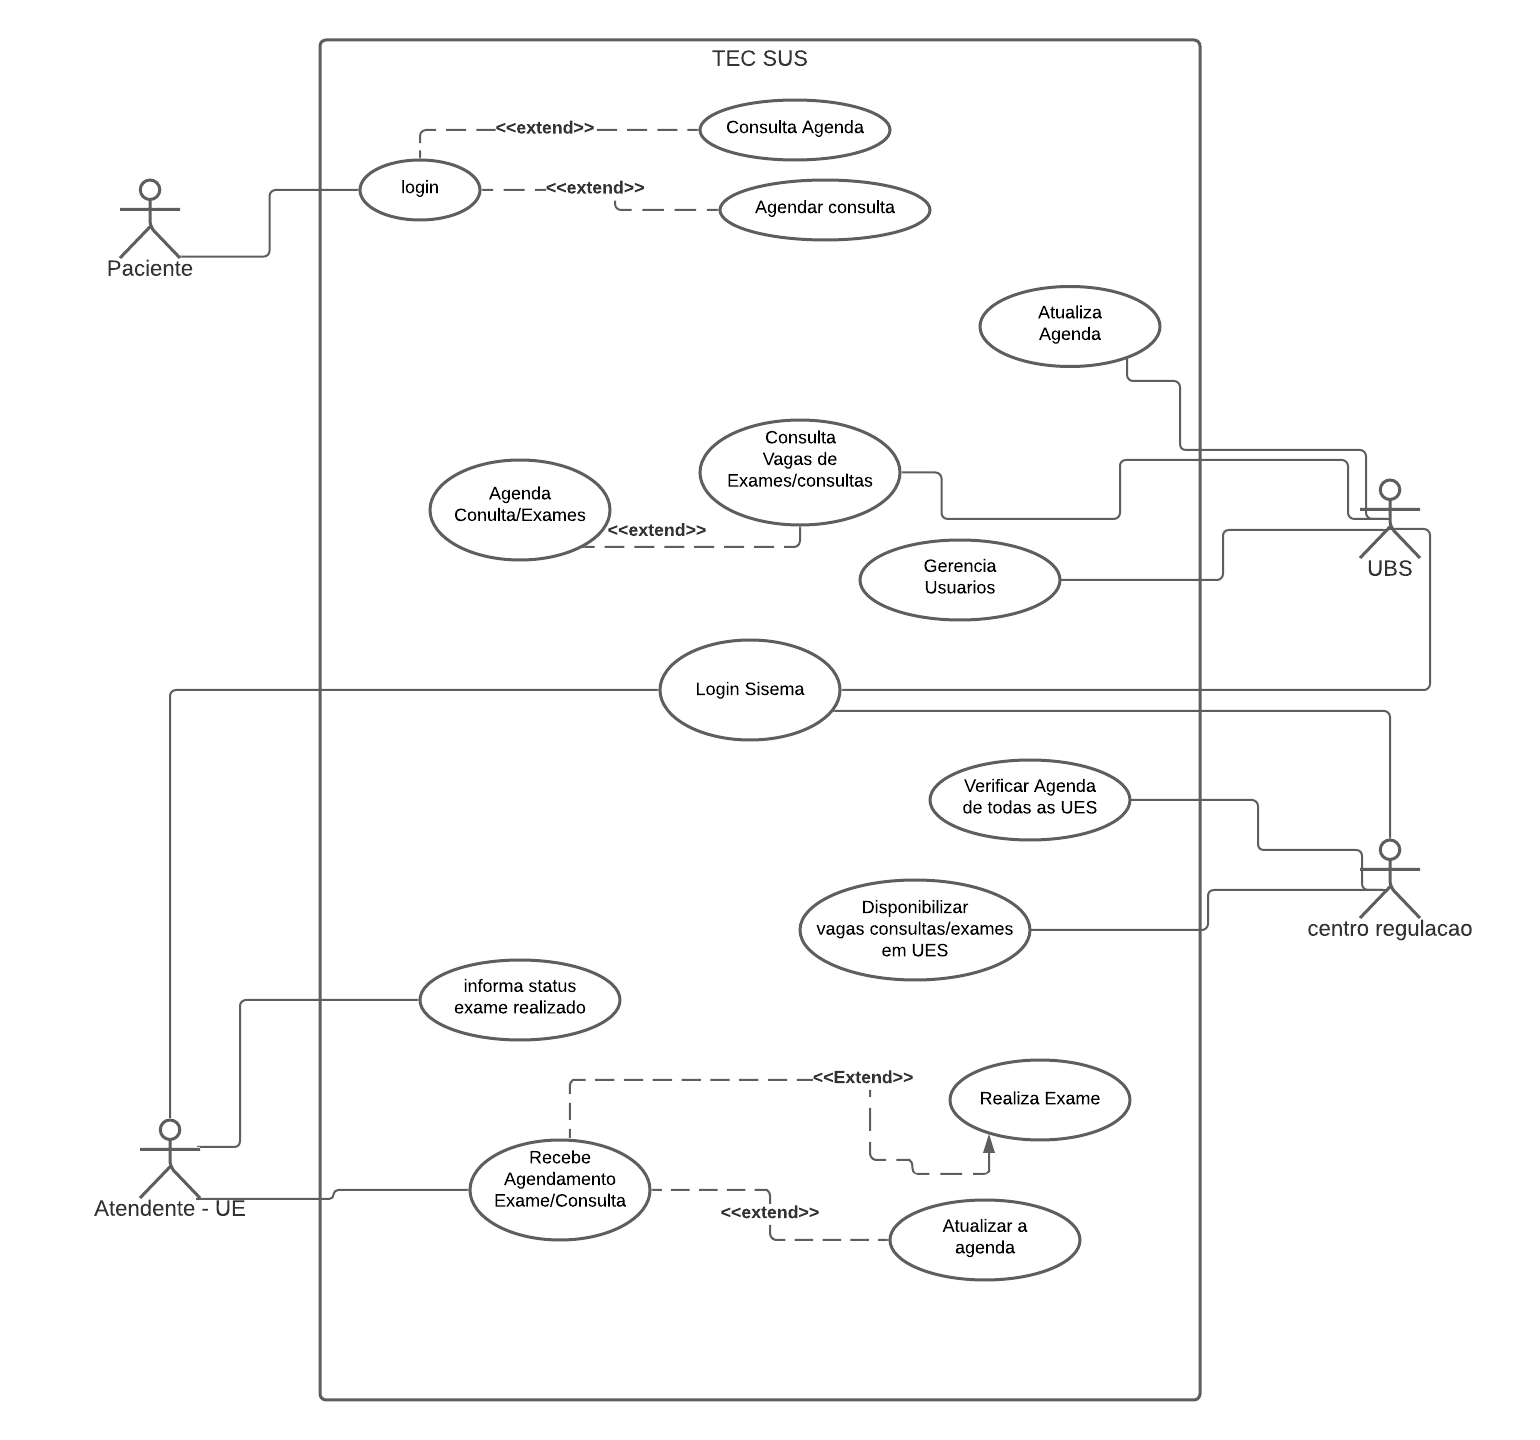 TEC SUS
<<extend>>
Consulta Agenda
login
<<extend>>
Agendar consulta
Paciente
Atualiza
Agenda
Consulta
Vagas de
Exames/consultas
Agenda
Conulta/Exames
<<extend>>
Gerencia
Usuarios
UBS
Login Sisema
Verificar Agenda
de todas as UES
Disponibilizar
vagas consultas/exames
em UES
centro regulacao
informa status
exame realizado
<<Extend>>
Realiza Exame
Recebe
Agendamento
Exame/Consulta
Atendente - UE
<<extend>>
Atualizar a
agenda